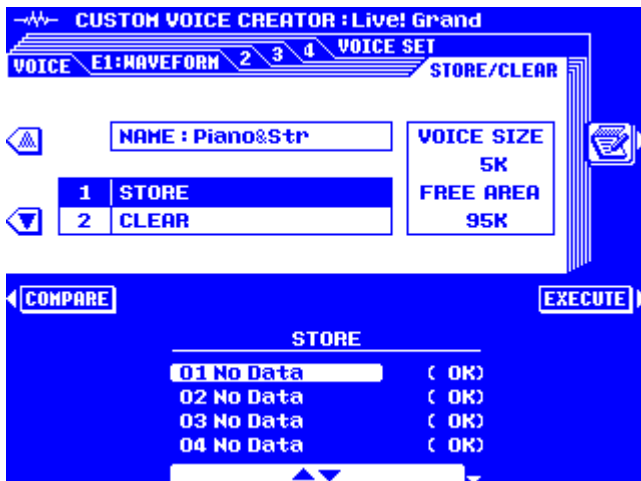 CUSTOM VOICE CREATOR : Live! Grand
VOICE E1:WAVEFORM 2 3 4 VOICE SET STORE/CLEAR
NAME : Piano&Str
VOICE SIZE
5K
1 STORE
FREE AREA
2 CLEAR
95K
COMPARE
EXECUTE
STORE
01 No Data ( OK)
02 No Data ( OK)
03 No Data ( OK)
04 No Data ( OK)